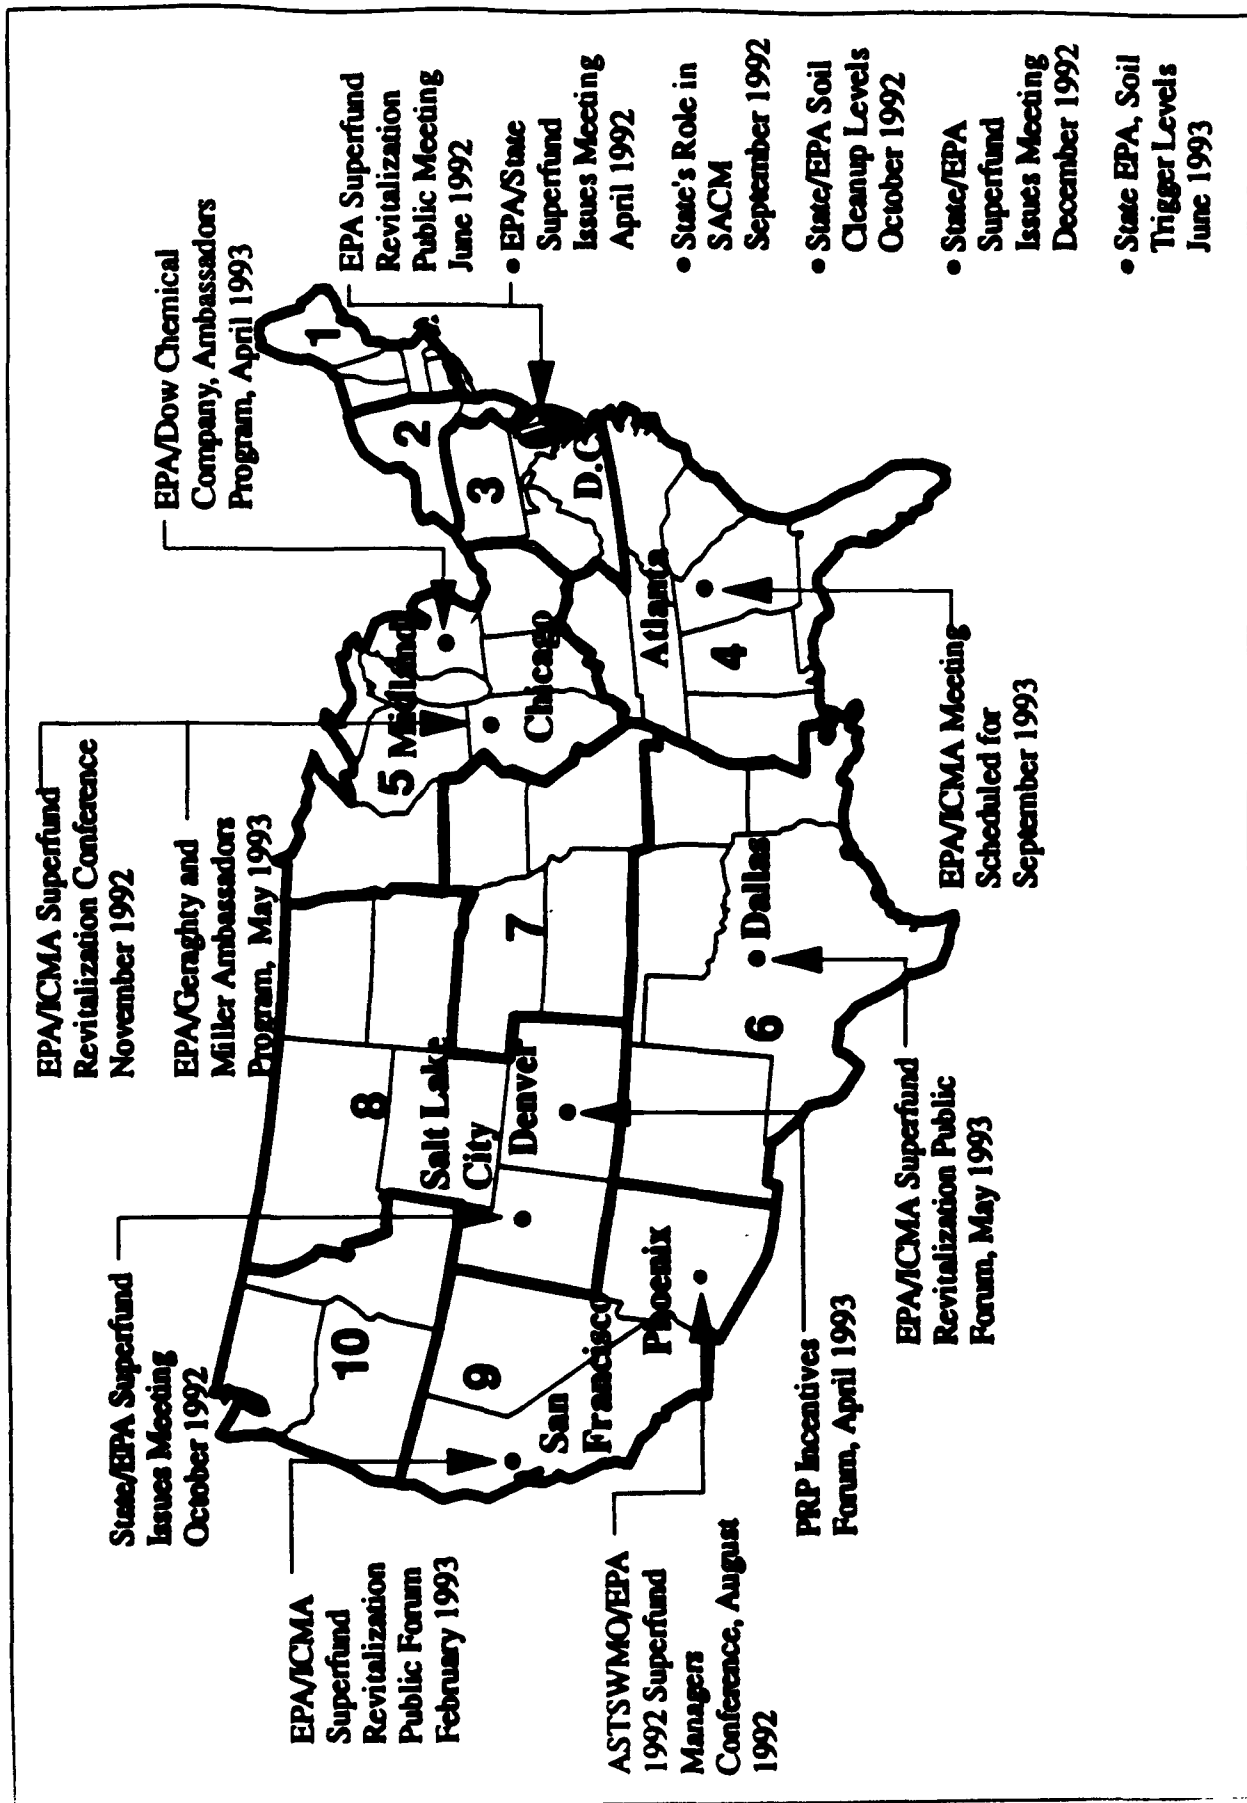 EPA/ICMA Superfund
Revitalization Conference
November 1992
EPA/Geraghty and
Miller Ambassadors
Program, May 1993
EPA/Dow Chemical
Company, Ambassadors
Program, April 1993
State/EPA Superfund
Issues Meeting
October 1992
EPA/ICMA
Superfund
Revitalization
Public Forum
February 1993
ASTSWMO/EPA
1992 Superfund
Managers
Conference, August
1992
PRP Incentives
Forum, April 1993
EPA/ICMA Superfund
Revitalization Public
Forum, May 1993
EPA/ICMA Meeting
Scheduled for
September 1993
EPA Superfund
Revitalization
Public Meeting
June 1992
• EPA/State
Superfund
Issues Meeting
April 1992
• State's Role in
SACM
September 1992
• State/EPA Soil
Cleanup Levels
October 1992
• State/EPA
Superfund
Issues Meeting
December 1992
• State EPA, Soil
Trigger Levels
June 1993
1
2
3
D.C.
4
Atlanta
5
Midland
Chicago
6
Dallas
7
8
Salt Lake
City
Denver
9
San
Francisco
Phoenix
10